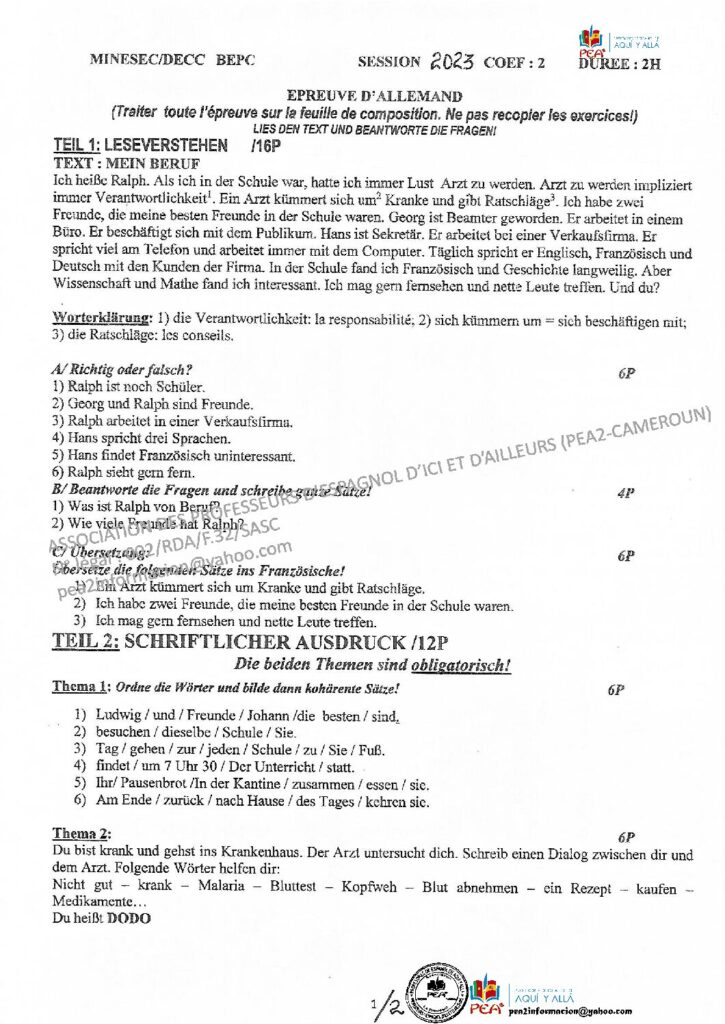 PEA² AQUÍ Y ALLÁ
MINESEC/DECC BEPC SESSION 2023 COEF : 2 DUREE : 2H
EPREUVE D'ALLEMAND
(Traiter toute l'épreuve sur la feuille de composition. Ne pas recopier les exercices!)
LIES DEN TEXT UND BEANTWORTE DIE FRAGEN!
TEIL 1: LESEVERSTEHEN /16P
TEXT : MEIN BERUF
Ich heiße Ralph. Als ich in der Schule war, hatte ich immer Lust Arzt zu werden. Arzt zu werden impliziert
immer Verantwortlichkeit¹. Ein Arzt kümmert sich um² Kranke und gibt Ratschläge³. Ich habe zwei
Freunde, die meine besten Freunde in der Schule waren. Georg ist Beamter geworden. Er arbeitet in einem
Büro. Er beschäftigt sich mit dem Publikum. Hans ist Sekretär. Er arbeitet bei einer Verkaufsfirma. Er
spricht viel am Telefon und arbeitet immer mit dem Computer. Täglich spricht er Englisch, Französisch und
Deutsch mit den Kunden der Firma. In der Schule fand ich Französisch und Geschichte langweilig. Aber
Wissenschaft und Mathe fand ich interessant. Ich mag gern fernsehen und nette Leute treffen. Und du?
Worterklärung: 1) die Verantwortlichkeit: la responsabilité; 2) sich kümmern um = sich beschäftigen mit;
3) die Ratschläge: les conseils.
A/ Richtig oder falsch? 6P
1) Ralph ist noch Schüler.
2) Georg und Ralph sind Freunde.
3) Ralph arbeitet in einer Verkaufsfirma.
4) Hans spricht drei Sprachen.
5) Hans findet Französisch uninteressant.
6) Ralph sieht gern fern.
B/ Beantworte die Fragen und schreibe ganze Sätze! 4P
1) Was ist Ralph von Beruf?
2) Wie viele Freunde hat Ralph?
C/ Übersetzung: 6P
Übersetze die folgenden Sätze ins Französische!
1) Ein Arzt kümmert sich um Kranke und gibt Ratschläge.
2) Ich habe zwei Freunde, die meine besten Freunde in der Schule waren.
3) Ich mag gern fernsehen und nette Leute treffen.
ASSOCIATION DES PROFESSEURS D'ESPAGNOL D'ICI ET D'AILLEURS (PEA2-CAMEROUN)
/RDA/F.32/SASC
pea2informacion@yahoo.com
TEIL 2: SCHRIFTLICHER AUSDRUCK /12P
Die beiden Themen sind obligatorisch!
Thema 1: Ordne die Wörter und bilde dann kohärente Sätze! 6P
1) Ludwig / und / Freunde / Johann /die besten / sind.
2) besuchen / dieselbe / Schule / Sie.
3) Tag / gehen / zur / jeden / Schule / zu / Sie / Fuß.
4) findet / um 7 Uhr 30 / Der Unterricht / statt.
5) Ihr/ Pausenbrot /In der Kantine / zusammen / essen / sie.
6) Am Ende / zurück / nach Hause / des Tages / kehren sie.
Thema 2: 6P
Du bist krank und gehst ins Krankenhaus. Der Arzt untersucht dich. Schreib einen Dialog zwischen dir und
dem Arzt. Folgende Wörter helfen dir:
Nicht gut – krank – Malaria – Bluttest – Kopfweh – Blut abnehmen – ein Rezept – kaufen –
Medikamente…
Du heißt DODO
1/2
PEA²
PEA² AQUÍ Y ALLÁ
pea2informacion@yahoo.com